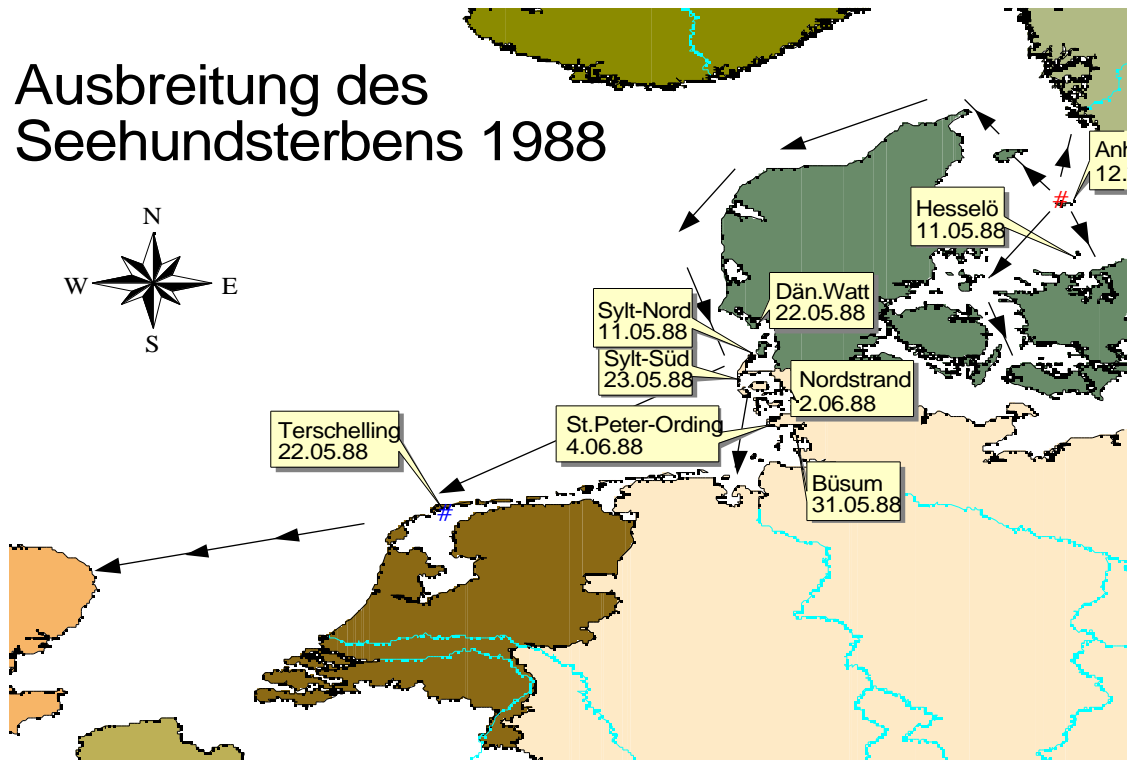 Ausbreitung des
Seehundsterbens 1988
N
W
E
S
Anh
12.
#
Hesselö
11.05.88
Dän.Watt
22.05.88
Sylt-Nord
11.05.88
Sylt-Süd
23.05.88
Nordstrand
2.06.88
St.Peter-Ording
4.06.88
Terschelling
22.05.88
Büsum
31.05.88
#